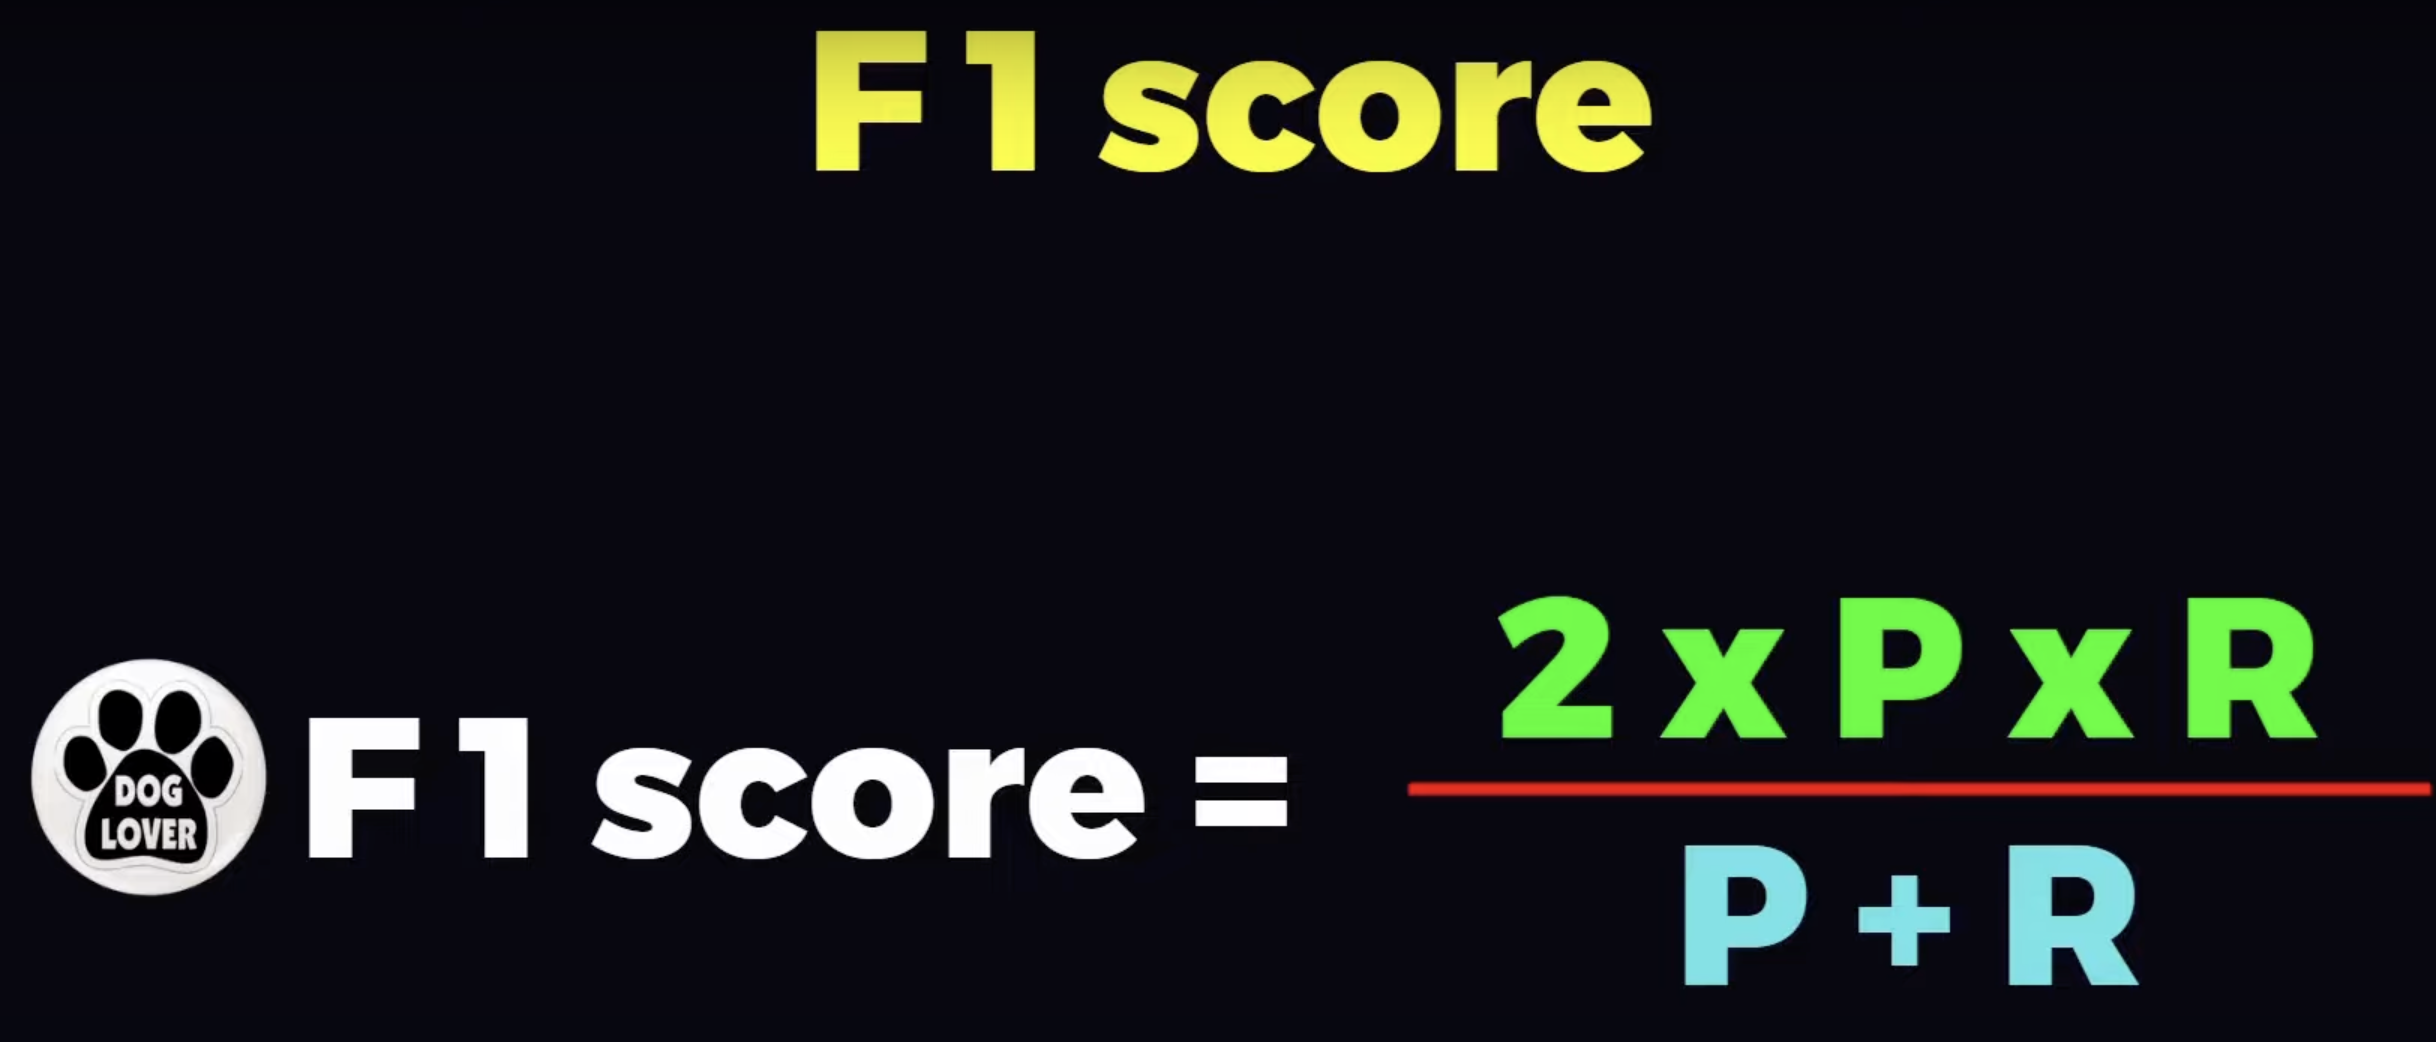 F1 score
DOG
LOVER
F1 score =
2 x P x R
P + R